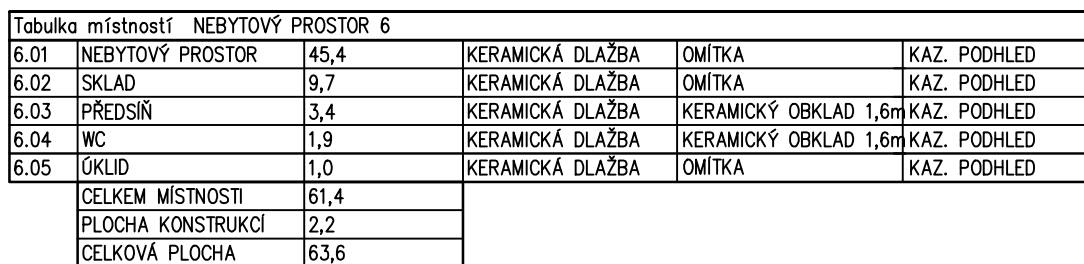 Tabulka místností NEBYTOVÝ PROSTOR 6
6.01 NEBYTOVÝ PROSTOR 45,4 KERAMICKÁ DLAŽBA OMÍTKA KAZ. PODHLED
6.02 SKLAD 9,7 KERAMICKÁ DLAŽBA OMÍTKA KAZ. PODHLED
6.03 PŘEDSÍŇ 3,4 KERAMICKÁ DLAŽBA KERAMICKÝ OBKLAD 1,6m KAZ. PODHLED
6.04 WC 1,9 KERAMICKÁ DLAŽBA KERAMICKÝ OBKLAD 1,6m KAZ. PODHLED
6.05 ÚKLID 1,0 KERAMICKÁ DLAŽBA OMÍTKA KAZ. PODHLED
CELKEM MÍSTNOSTI 61,4
PLOCHA KONSTRUKCÍ 2,2
CELKOVÁ PLOCHA 63,6